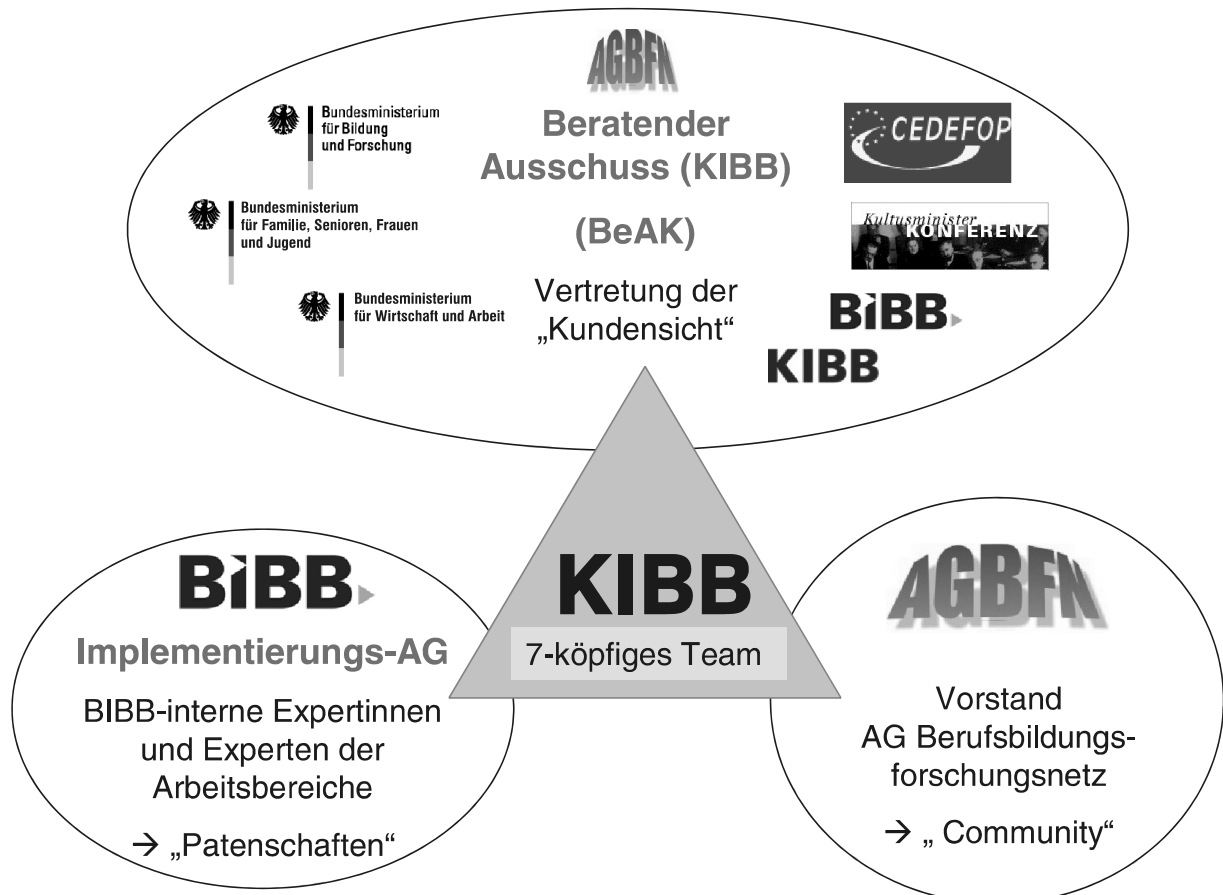 AGBFN
Beratender
Ausschuss (KIBB)
(BeAK)
Vertretung der
„Kundensicht“
Bundesministerium
für Bildung
und Forschung
Bundesministerium
für Familie, Senioren, Frauen
und Jugend
Bundesministerium
für Wirtschaft und Arbeit
CEDEFOP
Kultusminister
KONFERENZ
BiBB
KIBB
KIBB
7-köpfiges Team
BiBB
Implementierungs-AG
BIBB-interne Expertinnen
und Experten der
Arbeitsbereiche
→ „Patenschaften“
AGBFN
Vorstand
AG Berufsbildungs-
forschungsnetz
→ „ Community“